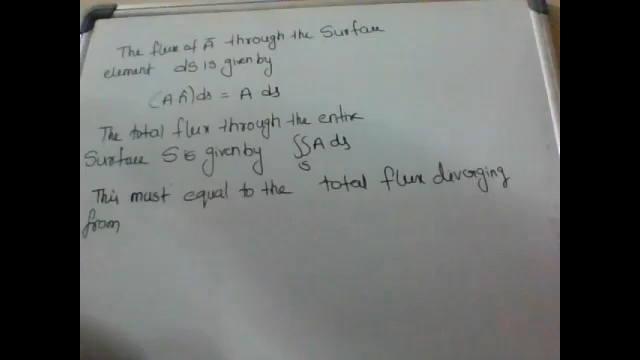 The flux of Ā through the Surface
element ds is given by
(A n̂)ds = A ds
The total flux through the entire
Surface S is given by ∬ A ds
S
This must equal to the total flux diverging
from